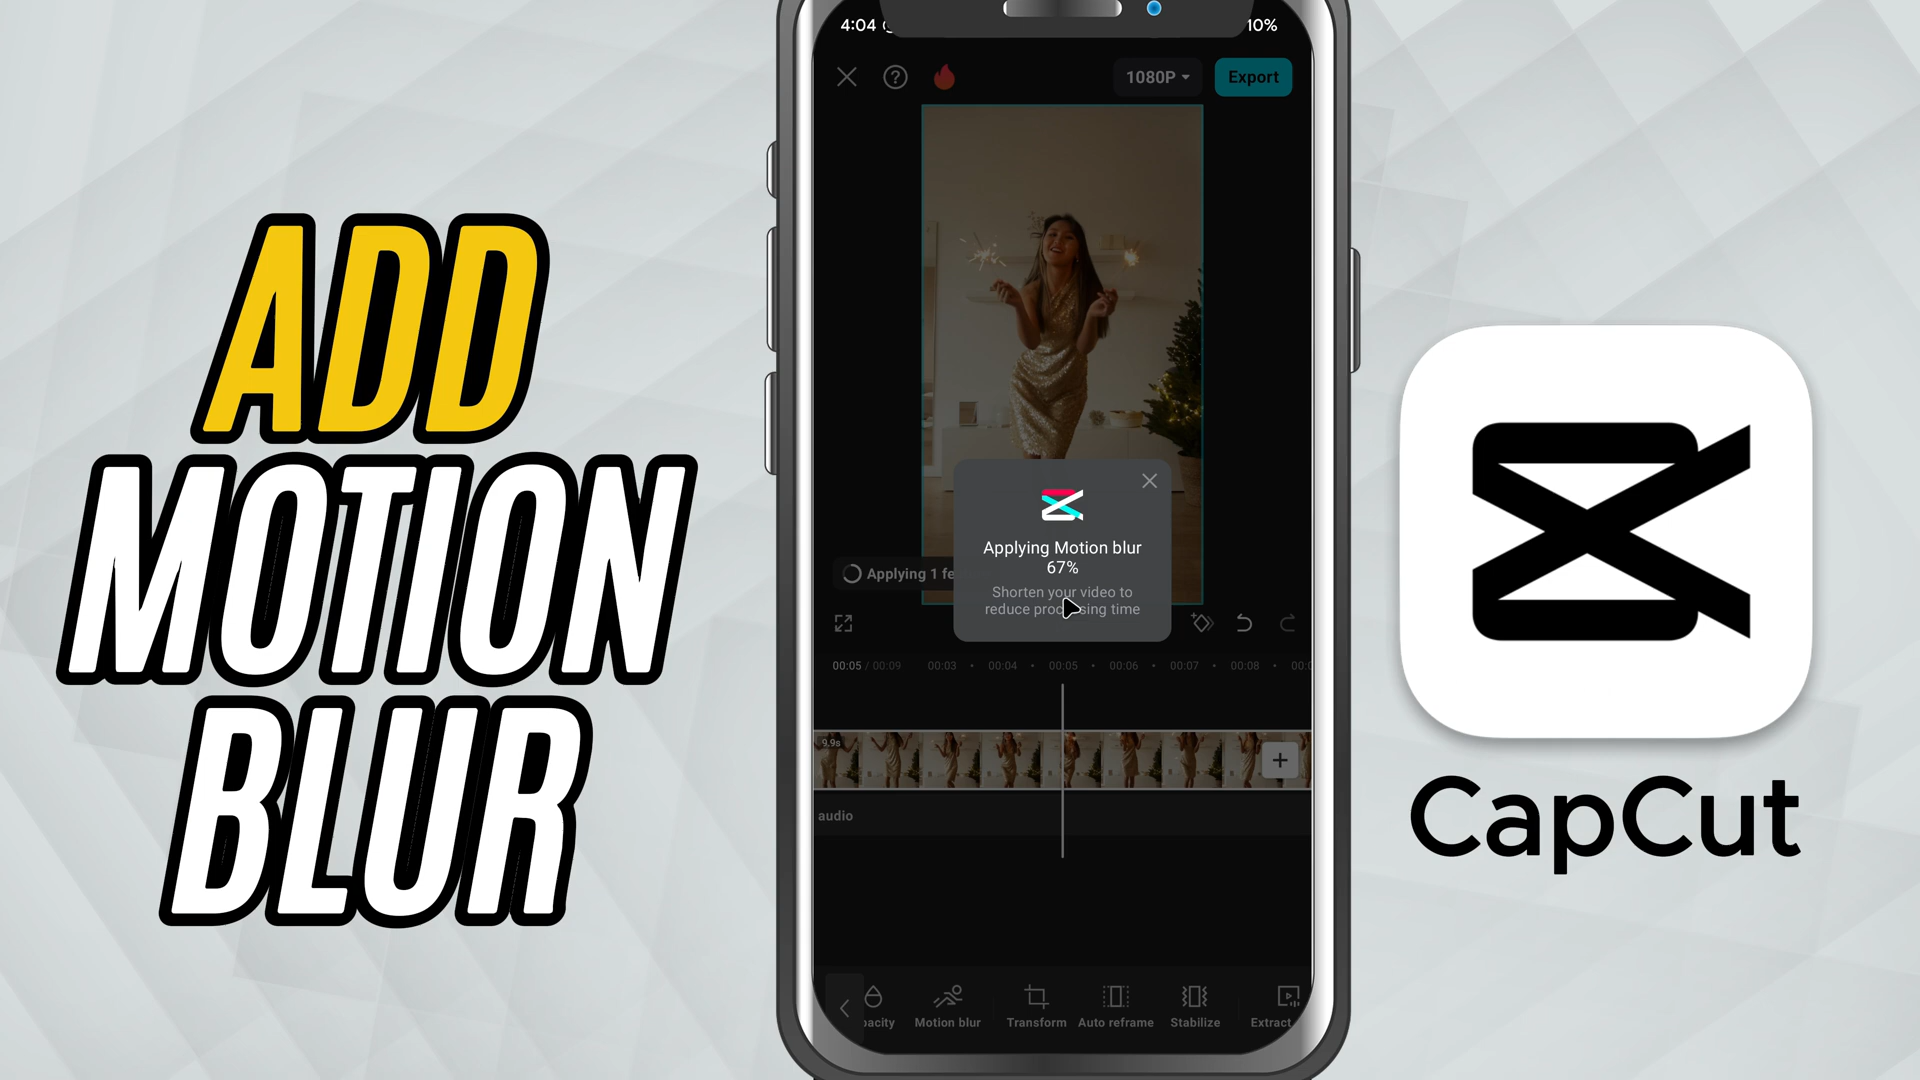 ADD
MOTION
BLUR
4:04
10%
1080P
Export
Applying Motion blur
67%
Shorten your video to
reduce processing time
Applying 1 fe
00:05 / 00:09
00:03 00:04 00:05 00:06 00:07 00:08
9.9s
audio
pacity
Motion blur
Transform
Auto reframe
Stabilize
Extract
CapCut